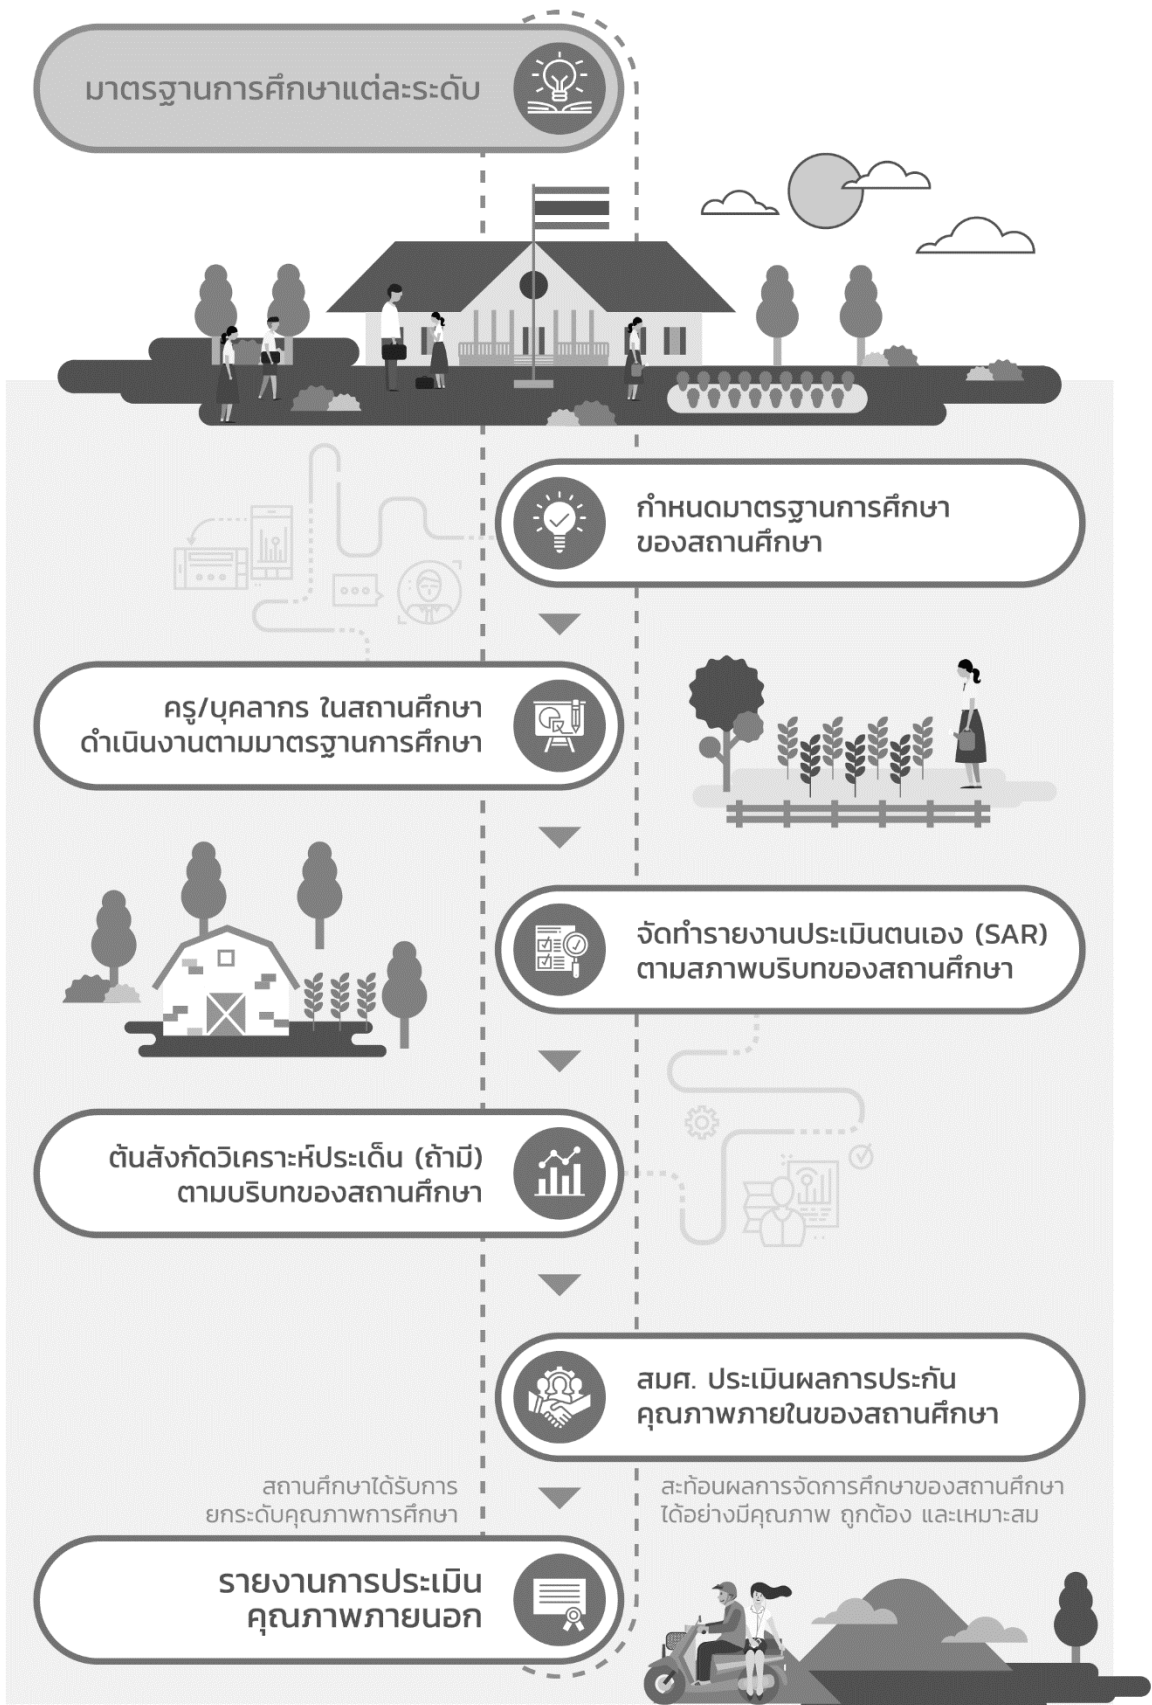 มาตรฐานการศึกษาแต่ละระดับ
กำหนดมาตรฐานการศึกษา
ของสถานศึกษา
ครู/บุคลากร ในสถานศึกษา
ดำเนินงานตามมาตรฐานการศึกษา
จัดทำรายงานประเมินตนเอง (SAR)
ตามสภาพบริบทของสถานศึกษา
ต้นสังกัดวิเคราะห์ประเด็น (ถ้ามี)
ตามบริบทของสถานศึกษา
สมศ. ประเมินผลการประกัน
คุณภาพภายในของสถานศึกษา
สถานศึกษาได้รับการ
ยกระดับคุณภาพการศึกษา
สะท้อนผลการจัดการศึกษาของสถานศึกษา
ได้อย่างมีคุณภาพ ถูกต้อง และเหมาะสม
รายงานการประเมิน
คุณภาพภายนอก